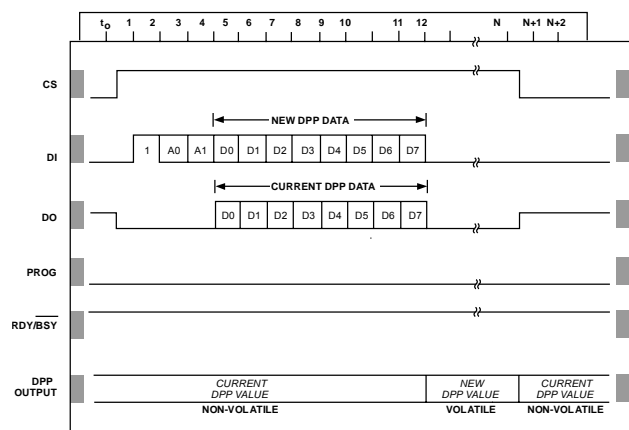 to 1 2 3 4 5 6 7 8 9 10 11 12 N N+1 N+2
CS
NEW DPP DATA
DI 1 A0 A1 D0 D1 D2 D3 D4 D5 D6 D7
CURRENT DPP DATA
DO D0 D1 D2 D3 D4 D5 D6 D7
PROG
RDY/BSY
DPP OUTPUT
CURRENT DPP VALUE
NON-VOLATILE
NEW DPP VALUE
VOLATILE
CURRENT DPP VALUE
NON-VOLATILE